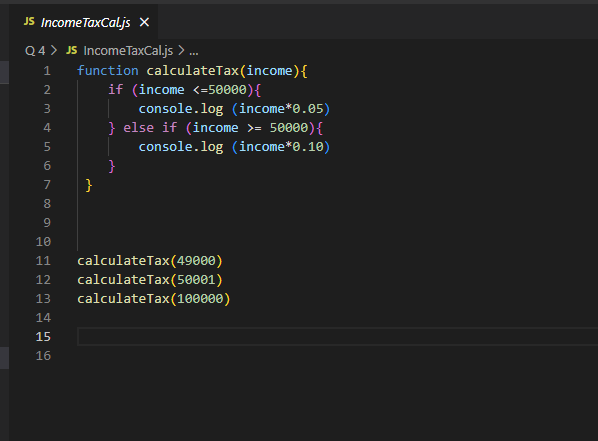 JS IncomeTaxCal.js ×
Q 4 > JS IncomeTaxCal.js > ...
1 function calculateTax(income){
2     if (income <=50000){
3         console.log (income*0.05)
4     } else if (income >= 50000){
5         console.log (income*0.10)
6     }
7  }
8
9
10
11 calculateTax(49000)
12 calculateTax(50001)
13 calculateTax(100000)
14
15
16